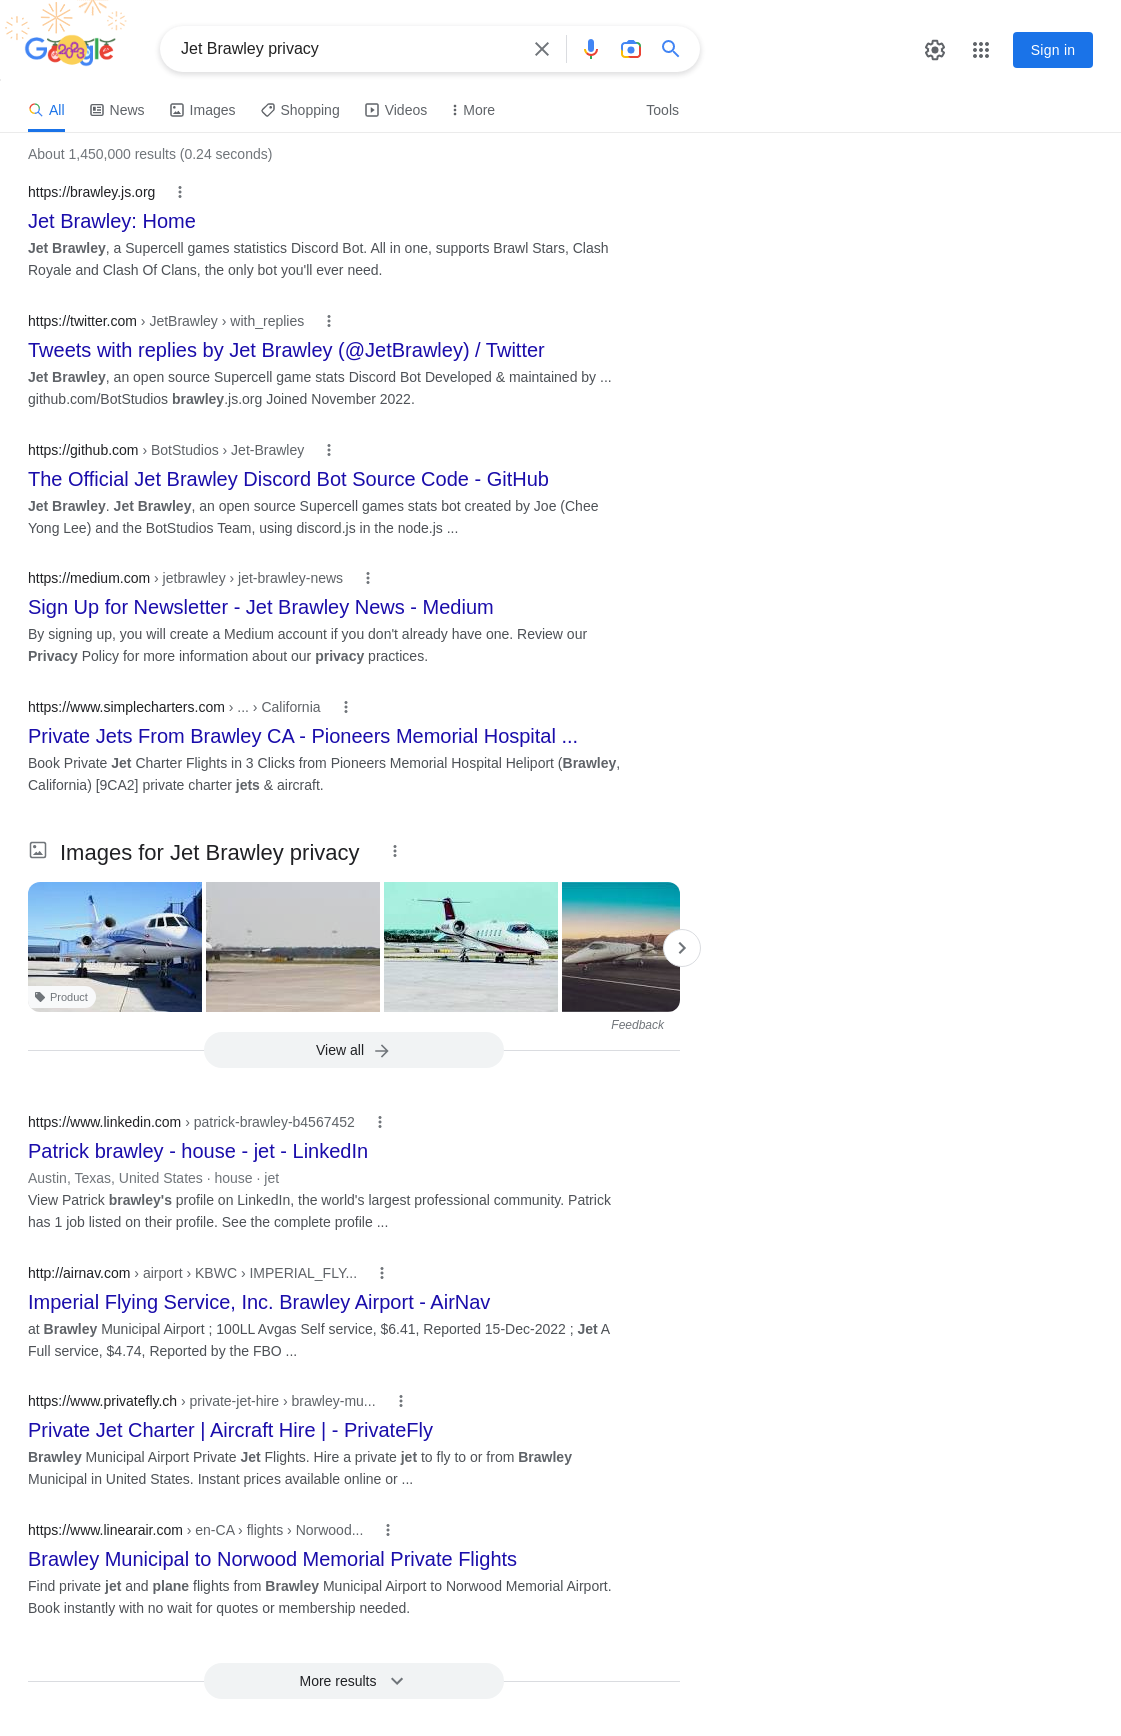 Google
Jet Brawley privacy
Sign in
All
News
Images
Shopping
Videos
More
Tools
About 1,450,000 results (0.24 seconds)
https://brawley.js.org
Jet Brawley: Home
Jet Brawley, a Supercell games statistics Discord Bot. All in one, supports Brawl Stars, Clash
Royale and Clash Of Clans, the only bot you'll ever need.
https://twitter.com › JetBrawley › with_replies
Tweets with replies by Jet Brawley (@JetBrawley) / Twitter
Jet Brawley, an open source Supercell game stats Discord Bot Developed & maintained by ...
github.com/BotStudios brawley.js.org Joined November 2022.
https://github.com › BotStudios › Jet-Brawley
The Official Jet Brawley Discord Bot Source Code - GitHub
Jet Brawley. Jet Brawley, an open source Supercell games stats bot created by Joe (Chee
Yong Lee) and the BotStudios Team, using discord.js in the node.js ...
https://medium.com › jetbrawley › jet-brawley-news
Sign Up for Newsletter - Jet Brawley News - Medium
By signing up, you will create a Medium account if you don't already have one. Review our
Privacy Policy for more information about our privacy practices.
https://www.simplecharters.com › ... › California
Private Jets From Brawley CA - Pioneers Memorial Hospital ...
Book Private Jet Charter Flights in 3 Clicks from Pioneers Memorial Hospital Heliport (Brawley,
California) [9CA2] private charter jets & aircraft.
Images for Jet Brawley privacy
Product
Feedback
View all
https://www.linkedin.com › patrick-brawley-b4567452
Patrick brawley - house - jet - LinkedIn
Austin, Texas, United States · house · jet
View Patrick brawley's profile on LinkedIn, the world's largest professional community. Patrick
has 1 job listed on their profile. See the complete profile ...
http://airnav.com › airport › KBWC › IMPERIAL_FLY...
Imperial Flying Service, Inc. Brawley Airport - AirNav
at Brawley Municipal Airport ; 100LL Avgas Self service, $6.41, Reported 15-Dec-2022 ; Jet A
Full service, $4.74, Reported by the FBO ...
https://www.privatefly.ch › private-jet-hire › brawley-mu...
Private Jet Charter | Aircraft Hire | - PrivateFly
Brawley Municipal Airport Private Jet Flights. Hire a private jet to fly to or from Brawley
Municipal in United States. Instant prices available online or ...
https://www.linearair.com › en-CA › flights › Norwood...
Brawley Municipal to Norwood Memorial Private Flights
Find private jet and plane flights from Brawley Municipal Airport to Norwood Memorial Airport.
Book instantly with no wait for quotes or membership needed.
More results